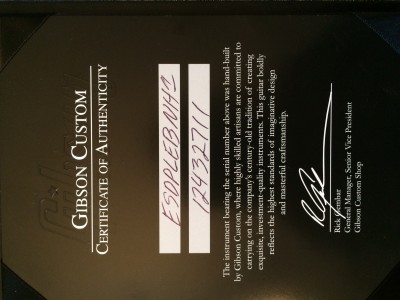 GIBSON CUSTOM
CERTIFICATE OF AUTHENTICITY
ESDPLEBNH1
12432711
The instrument bearing the serial number above was hand-built
by Gibson Custom, where highly skilled artisans are committed to
carrying on the company's century-old tradition of creating
exquisite, investment-quality instruments. This guitar boldly
reflects the highest standards of imaginative design
and masterful craftsmanship.
Rick Gembar
General Manager, Senior Vice President
Gibson Custom Shop